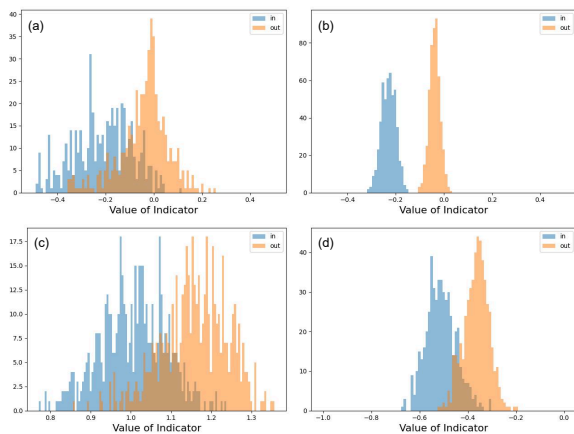 (a)
in
out
40
35
30
25
20
15
10
5
0
−0.4 −0.2 0.0 0.2 0.4
Value of Indicator
(b)
in
out
80
60
40
20
0
−0.4 −0.2 0.0 0.2 0.4
Value of Indicator
(c)
in
out
17.5
15.0
12.5
10.0
7.5
5.0
2.5
0.0
0.8 0.9 1.0 1.1 1.2 1.3
Value of Indicator
(d)
in
out
40
30
20
10
0
−1.0 −0.8 −0.6 −0.4 −0.2 0.0
Value of Indicator